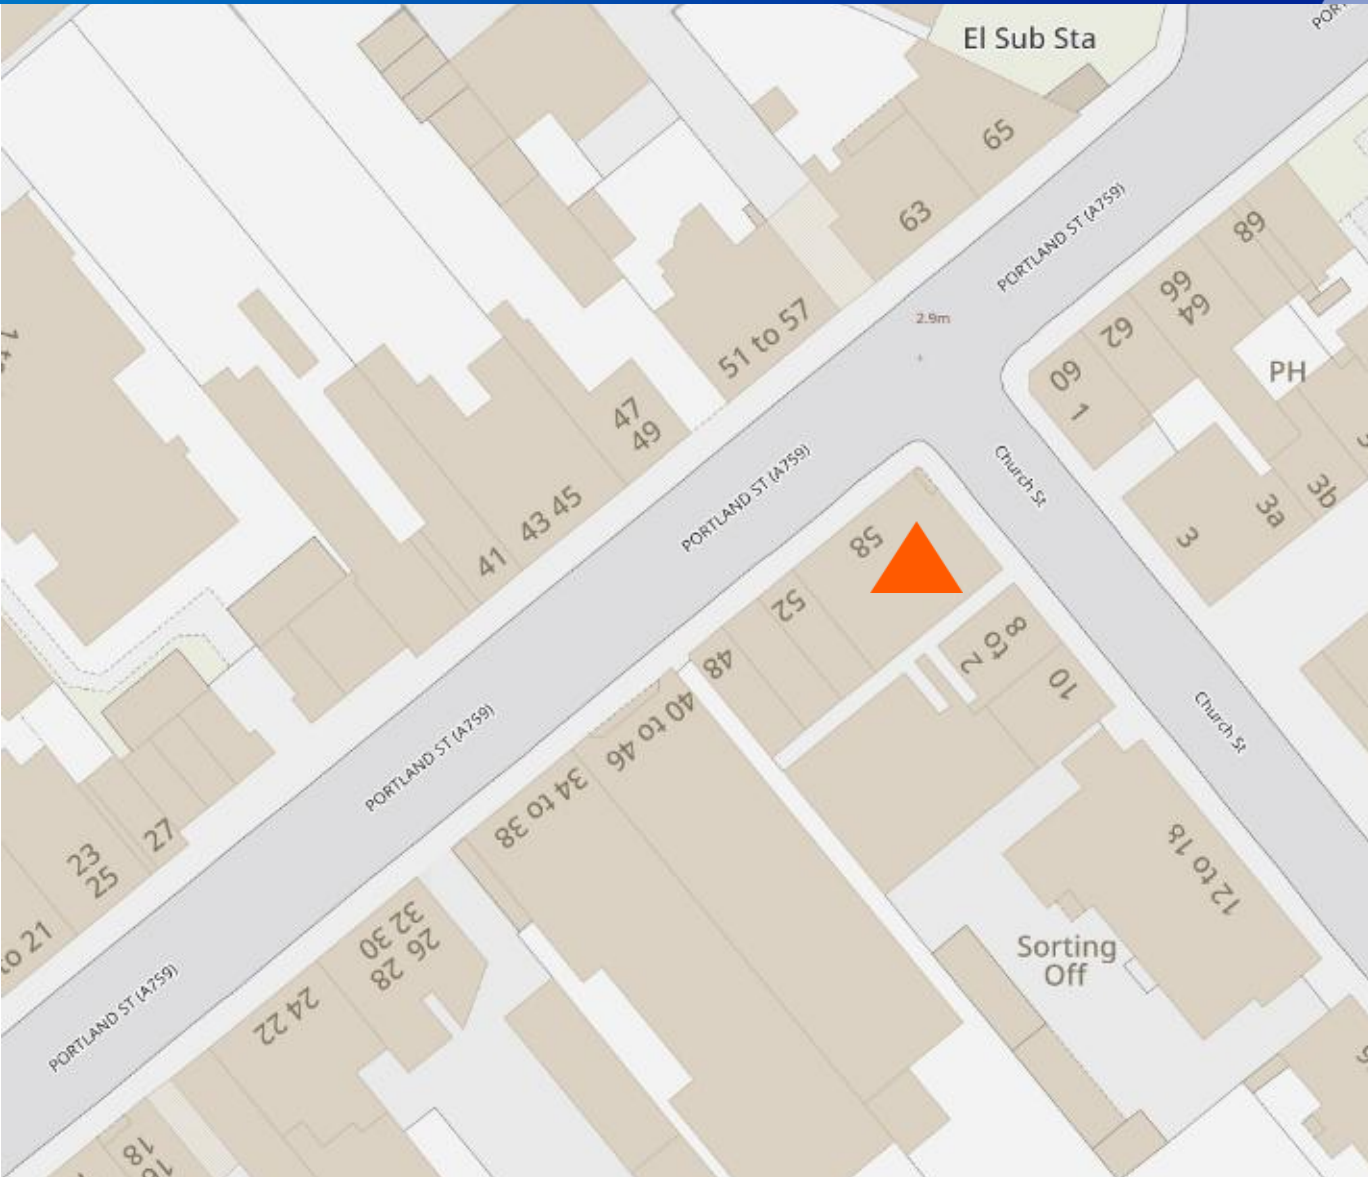 El Sub Sta
65
63
PORTLAND ST (A759)
68
66
64
62
60
1
PH
2.9m
51 to 57
47
49
43 45
41
PORTLAND ST (A759)
Church St
3
3a
3b
58
52
48
8 to 2
10
40 to 46
34 to 38
PORTLAND ST (A759)
Church St
12 to 18
27
23
25
to 21
32 30
26
28
24 22
Sorting
Off
PORTLAND ST (A759)
18